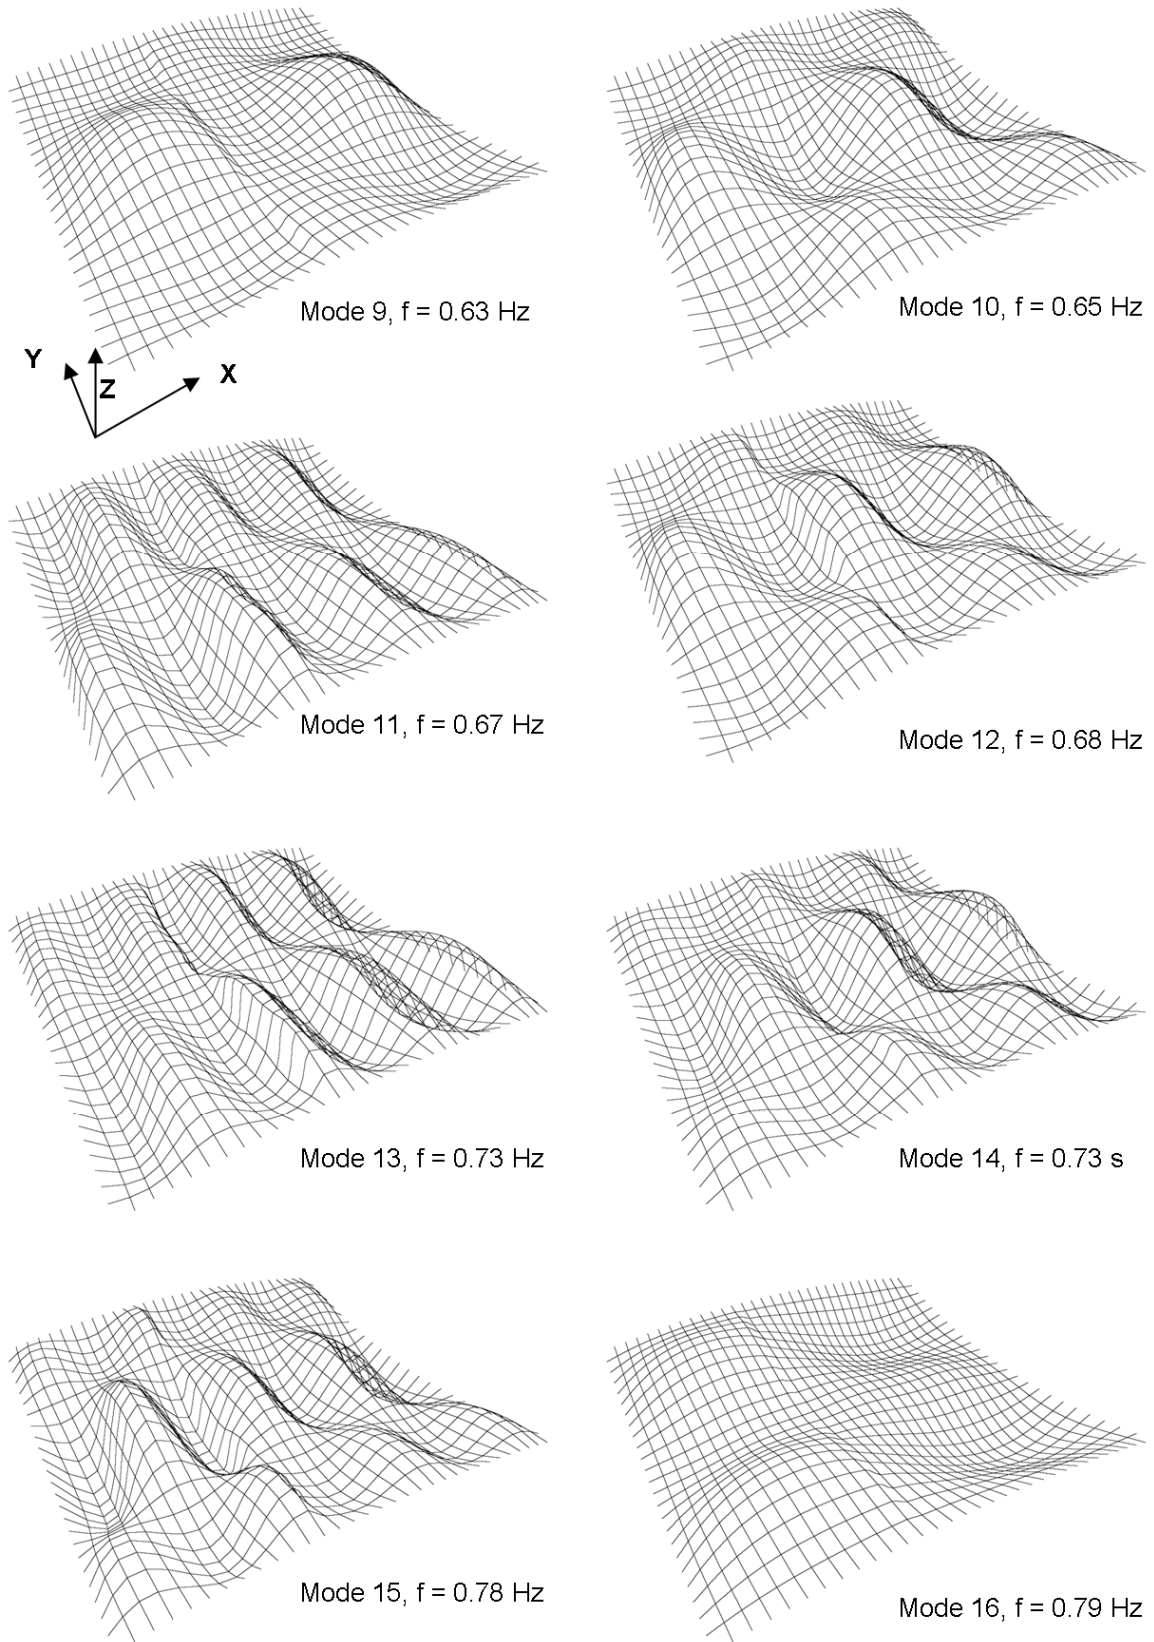 Mode 9, f = 0.63 Hz
Mode 10, f = 0.65 Hz
Y
Z
X
Mode 11, f = 0.67 Hz
Mode 12, f = 0.68 Hz
Mode 13, f = 0.73 Hz
Mode 14, f = 0.73 s
Mode 15, f = 0.78 Hz
Mode 16, f = 0.79 Hz